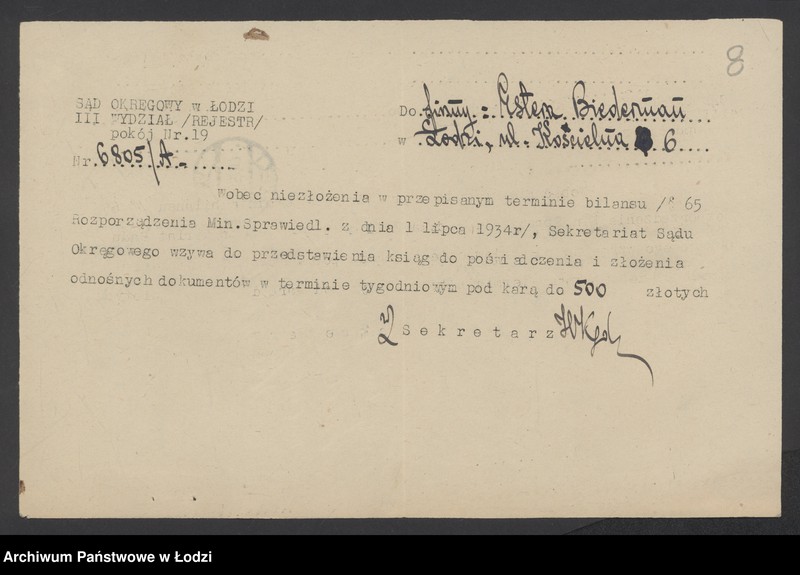 8
SĄD OKRĘGOWY w ŁODZI
III WYDZIAŁ /REJESTR/
pokój Nr.19
Nr. 6805/A.-
Do firmy: Estera Biederman
w Łodzi, ul. Kościelna 6
Wobec niezłożenia w przepisanym terminie bilansu /§ 65
Rozporządzenia Min.Sprawiedl. z dnia 1 lipca 1934r/, Sekretariat Sądu
Okręgowego wzywa do przedstawienia ksiąg do poświadczenia i złożenia
odnośnych dokumentów w terminie tygodniowym pod karą do 500 złotych
Sekretarz
Archiwum Państwowe w Łodzi